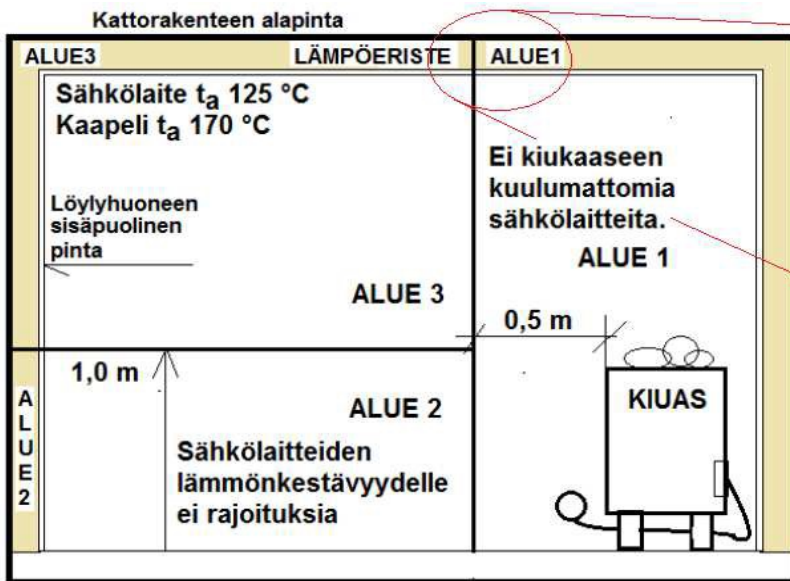 Kattorakenteen alapinta
ALUE3
LÄMPÖERISTE
ALUE1
Sähkölaite ta 125 °C
Kaapeli ta 170 °C
Ei kiukaaseen
kuulumattomia
sähkölaitteita.
ALUE 1
Löylyhuoneen
sisäpuolinen
pinta
ALUE 3
0,5 m
1,0 m
ALUE 2
KIUAS
Sähkölaitteiden
lämmönkestävyydelle
ei rajoituksia
ALUE2